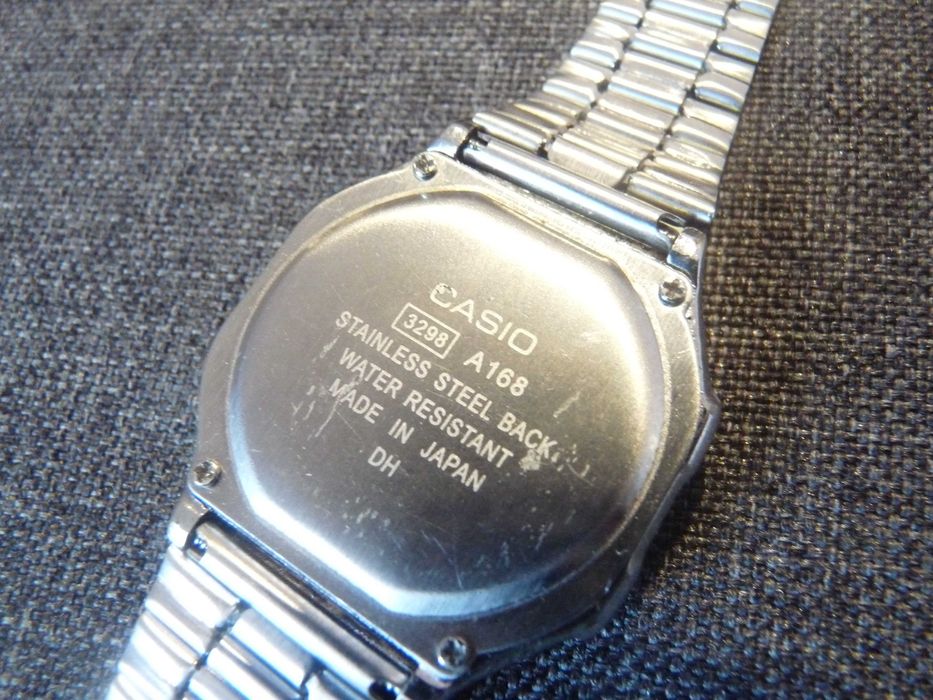 CASIO
3298 A168
STAINLESS STEEL BACK
WATER RESISTANT
MADE IN JAPAN
DH